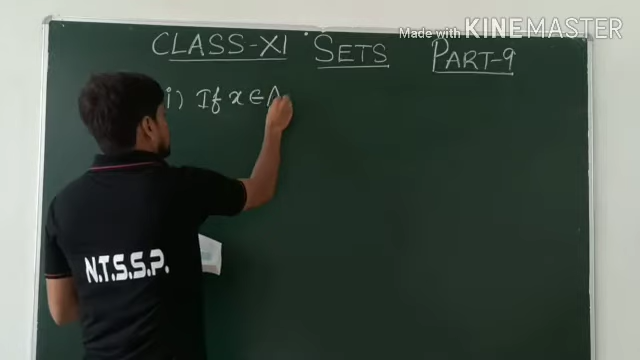 Made with KINEMASTER
CLASS-XI SETS PART-9
i) If x ∈ A
N.T.S.S.P.